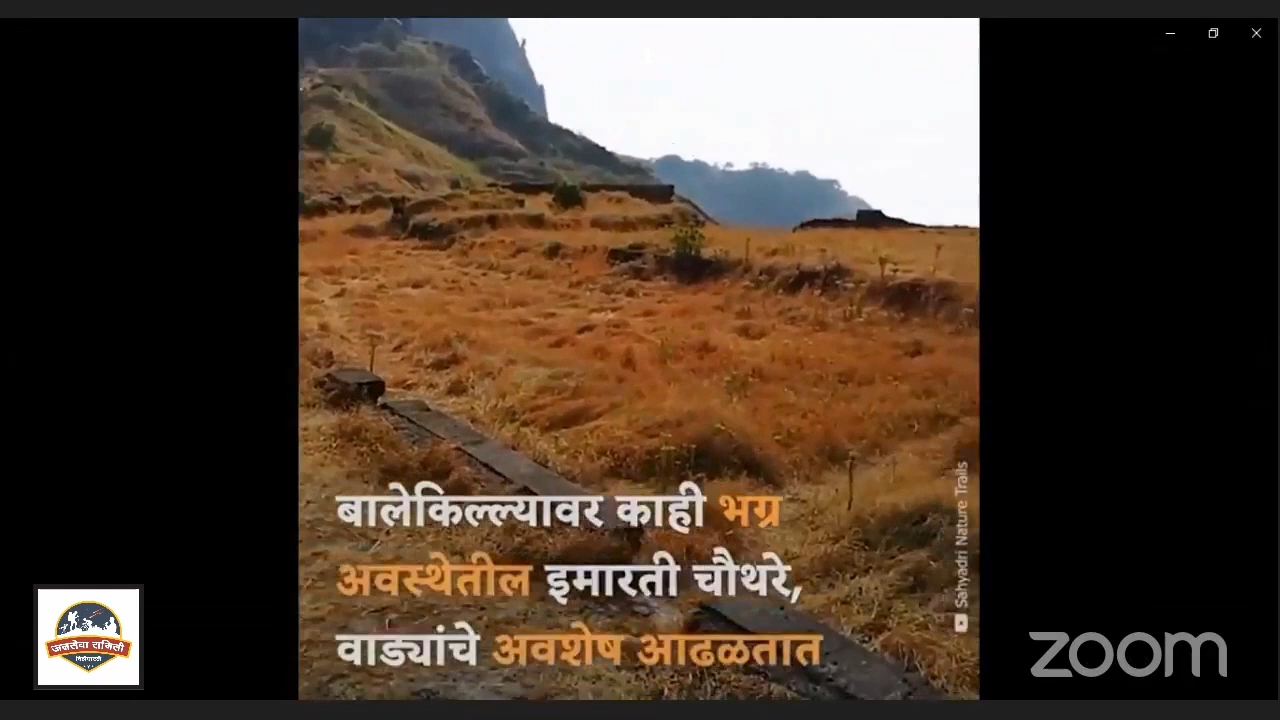 बालेकिल्ल्यावर काही भग्र
अवस्थेतील इमारती चौथरे,
वाड्यांचे अवशेष आढळतात
Sahyadri Nature Trails
zoom